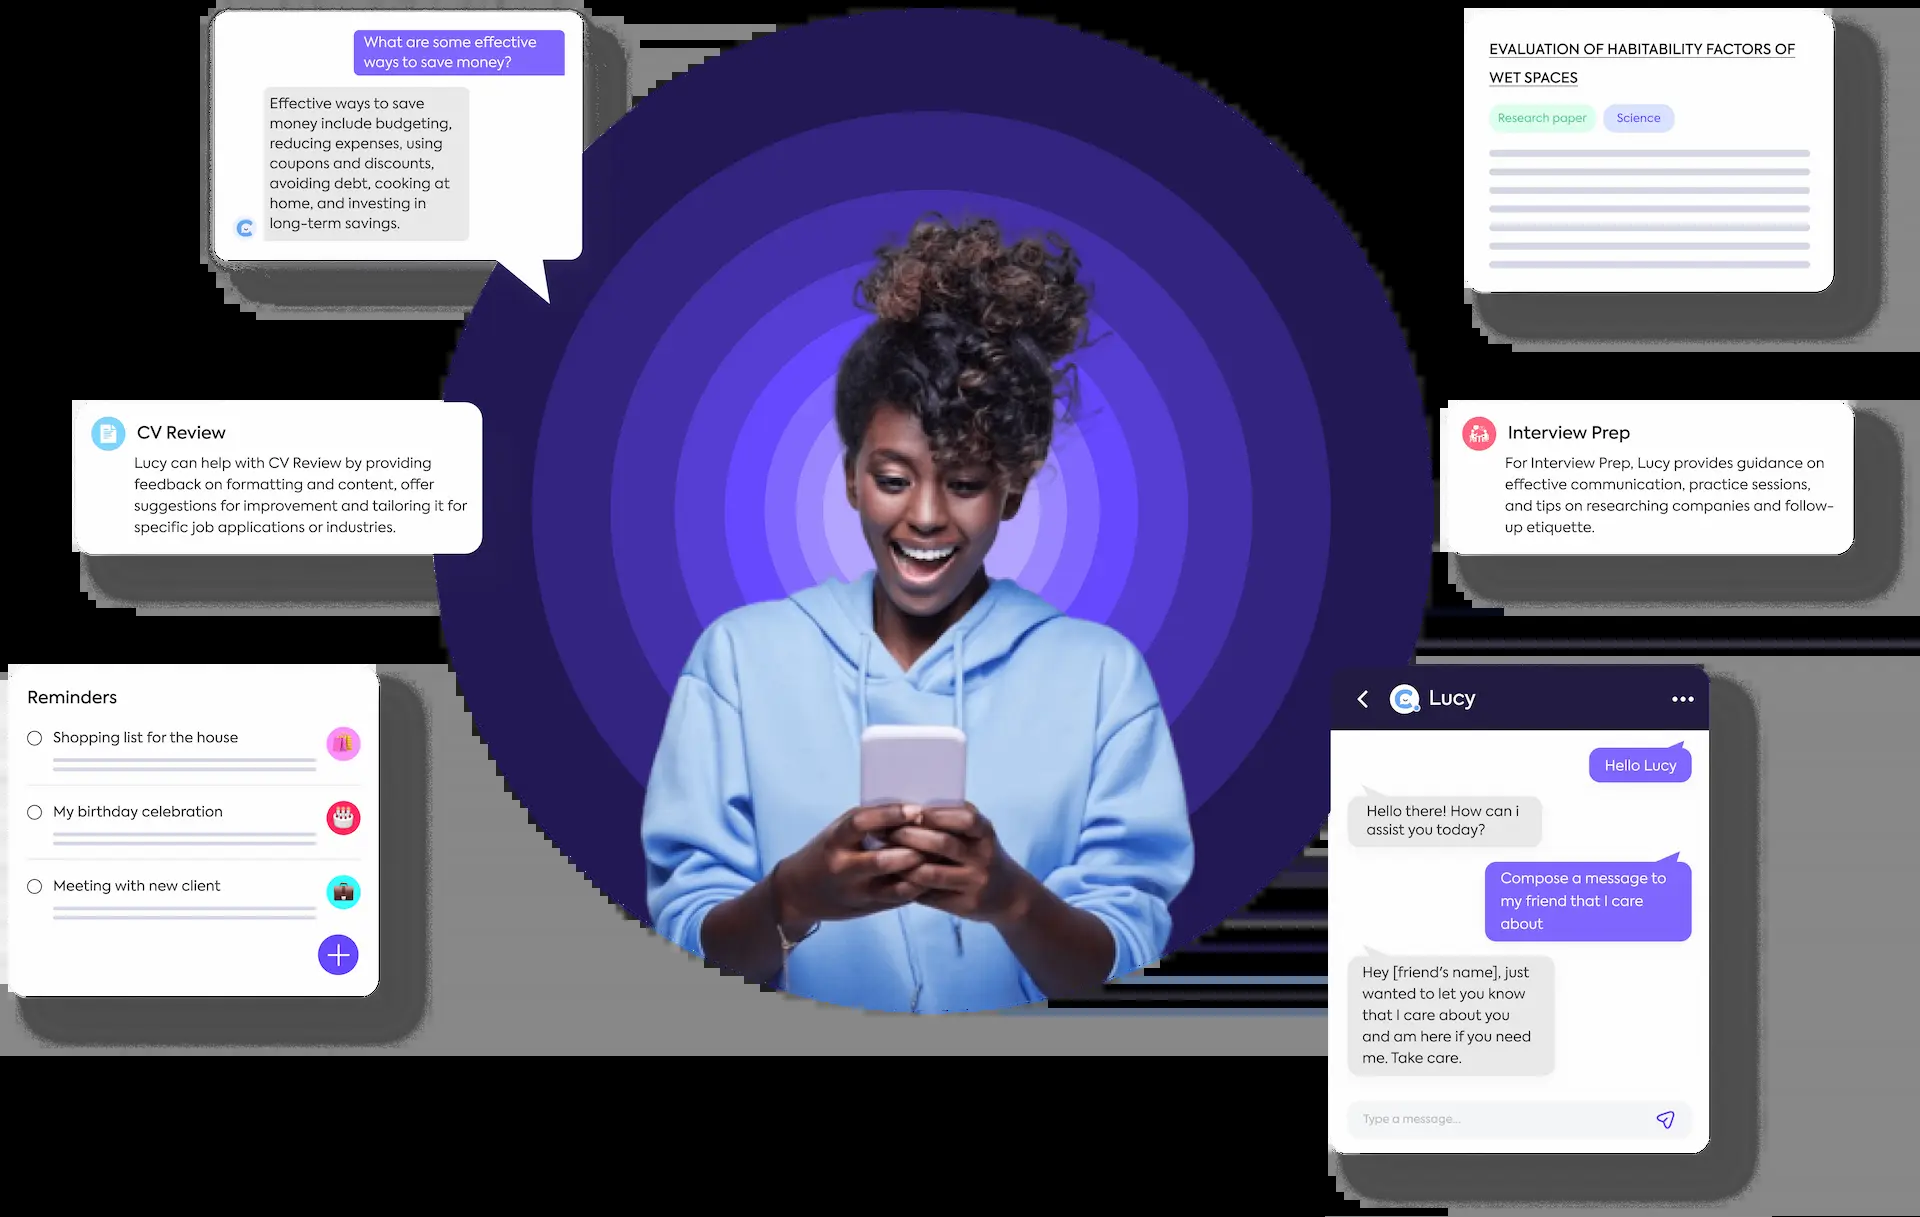 What are some effective
ways to save money?
Effective ways to save
money include budgeting,
reducing expenses, using
coupons and discounts,
avoiding debt, cooking at
home, and investing in
long-term savings.
EVALUATION OF HABITABILITY FACTORS OF
WET SPACES
Research paper
Science
CV Review
Lucy can help with CV Review by providing
feedback on formatting and content, offer
suggestions for improvement and tailoring it for
specific job applications or industries.
Interview Prep
For Interview Prep, Lucy provides guidance on
effective communication, practice sessions,
and tips on researching companies and follow-
up etiquette.
Reminders
Shopping list for the house
My birthday celebration
Meeting with new client
Lucy
Hello Lucy
Hello there! How can i
assist you today?
Compose a message to
my friend that I care
about
Hey [friend's name], just
wanted to let you know
that I care about you
and am here if you need
me. Take care.
Type a message...